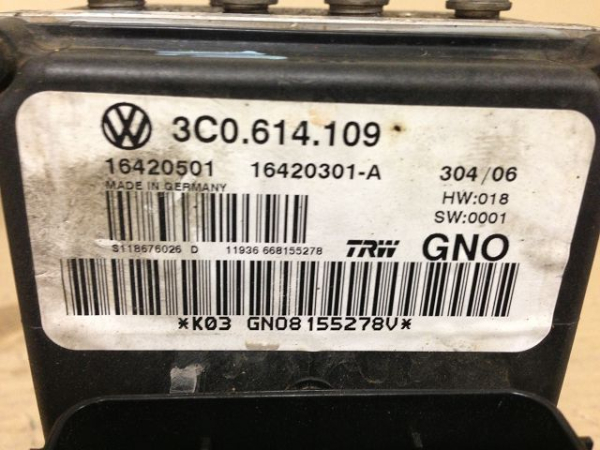 3C0.614.109
16420501 16420301-A 304/06
MADE IN GERMANY HW:018
SW:0001
S118676026 D 11936 668155278 TRW GNO
*K03 GNO8155278V*